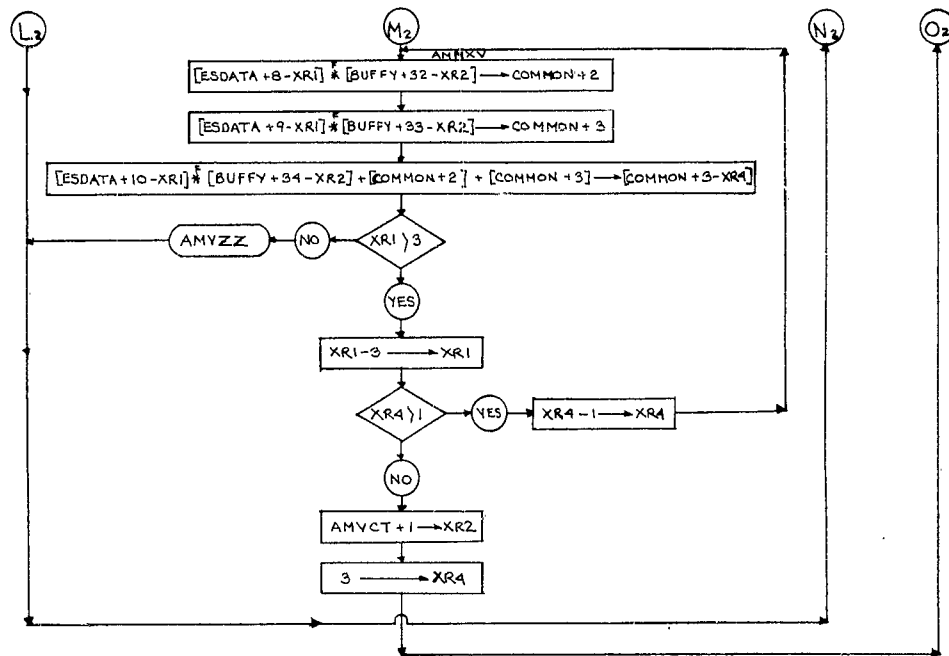 L2 M2 N2 O2
AMMXV
[ESDATA +8-XR1] *F [BUFFY+32-XR2] → COMMON+2
[ESDATA+9-XR1] *F [BUFFY+33-XR2] → COMMON+3
[ESDATA+10-XR1] *F [BUFFY+34-XR2] + [COMMON+2] + [COMMON+3] → [COMMON+3-XR4]
AMVZZ NO XR1 > 3
YES
XR1-3 → XR1
XR4 > 1 YES XR4-1 → XR4
NO
AMVCT+1 → XR2
3 → XR4